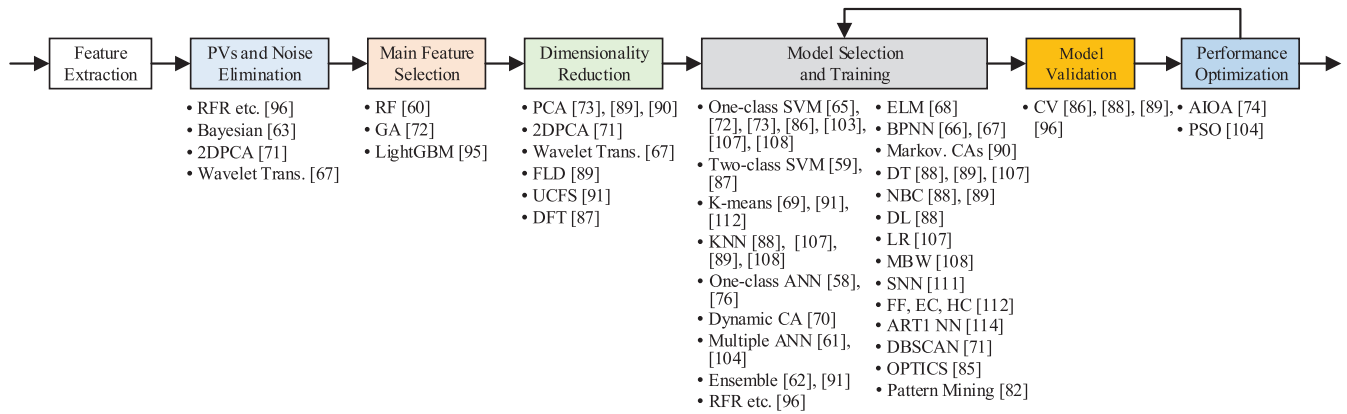 Feature
Extraction
PVs and Noise
Elimination
Main Feature
Selection
Dimensionality
Reduction
Model Selection
and Training
Model
Validation
Performance
Optimization
• RFR etc. [96]
• Bayesian [63]
• 2DPCA [71]
• Wavelet Trans. [67]
• RF [60]
• GA [72]
• LightGBM [95]
• PCA [73], [89], [90]
• 2DPCA [71]
• Wavelet Trans. [67]
• FLD [89]
• UCFS [91]
• DFT [87]
• One-class SVM [65],
[72], [73], [86], [103],
[107], [108]
• Two-class SVM [59],
[87]
• K-means [69], [91],
[112]
• KNN [88], [107],
[89], [108]
• One-class ANN [58],
[76]
• Dynamic CA [70]
• Multiple ANN [61],
[104]
• Ensemble [62], [91]
• RFR etc. [96]
• ELM [68]
• BPNN [66], [67]
• Markov. CAs [90]
• DT [88], [89], [107]
• NBC [88], [89]
• DL [88]
• LR [107]
• MBW [108]
• SNN [111]
• FF, EC, HC [112]
• ART1 NN [114]
• DBSCAN [71]
• OPTICS [85]
• Pattern Mining [82]
• CV [86], [88], [89],
[96]
• AIOA [74]
• PSO [104]